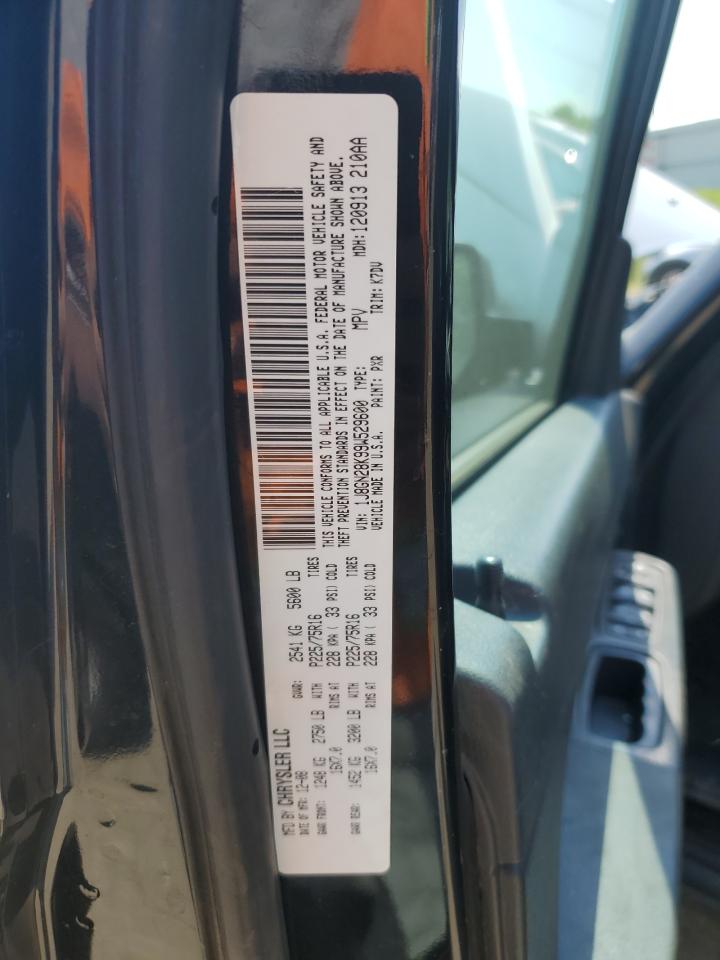 MFD BY CHRYSLER LLC
DATE OF MFR: 12-08 GVWR: 2541 KG 5600 LB
GAWR FRONT: 1248 KG 2750 LB WITH P225/75R16 TIRES
16X7.0 RIMS AT 228 KPA ( 33 PSI) COLD
GAWR REAR: 1452 KG 3200 LB WITH P225/75R16 TIRES
16X7.0 RIMS AT 228 KPA ( 33 PSI) COLD
THIS VEHICLE CONFORMS TO ALL APPLICABLE U.S.A. FEDERAL MOTOR VEHICLE SAFETY AND
THEFT PREVENTION STANDARDS IN EFFECT ON THE DATE OF MANUFACTURE SHOWN ABOVE.
VIN: 1J8GN28K99W529600 TYPE: MPV MDH:120913 210AA
VEHICLE MADE IN U.S.A. PAINT: PXR TRIM: K7DV